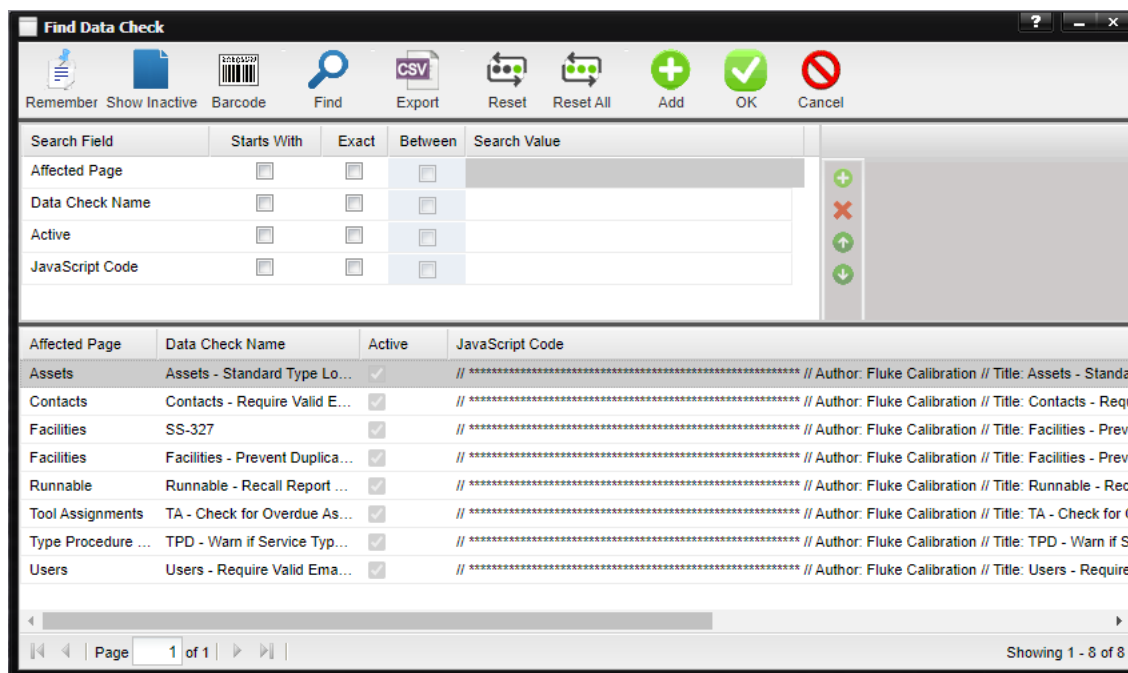 Find Data Check ? _ x
CSV
Remember Show Inactive Barcode Find Export Reset Reset All Add OK Cancel
Search Field Starts With Exact Between Search Value
Affected Page
Data Check Name
Active
JavaScript Code
Affected Page Data Check Name Active JavaScript Code
Assets Assets - Standard Type Lo... // *********************************************************** // Author: Fluke Calibration // Title: Assets - Standa
Contacts Contacts - Require Valid E... // *********************************************************** // Author: Fluke Calibration // Title: Contacts - Requ
Facilities SS-327 // *********************************************************** // Author: Fluke Calibration // Title: Facilities - Prev
Facilities Facilities - Prevent Duplica... // *********************************************************** // Author: Fluke Calibration // Title: Facilities - Prev
Runnable Runnable - Recall Report ... // *********************************************************** // Author: Fluke Calibration // Title: Runnable - Rec
Tool Assignments TA - Check for Overdue As... // *********************************************************** // Author: Fluke Calibration // Title: TA - Check for O
Type Procedure ... TPD - Warn if Service Typ... // *********************************************************** // Author: Fluke Calibration // Title: TPD - Warn if S
Users Users - Require Valid Ema... // *********************************************************** // Author: Fluke Calibration // Title: Users - Require
Page 1 of 1 Showing 1 - 8 of 8